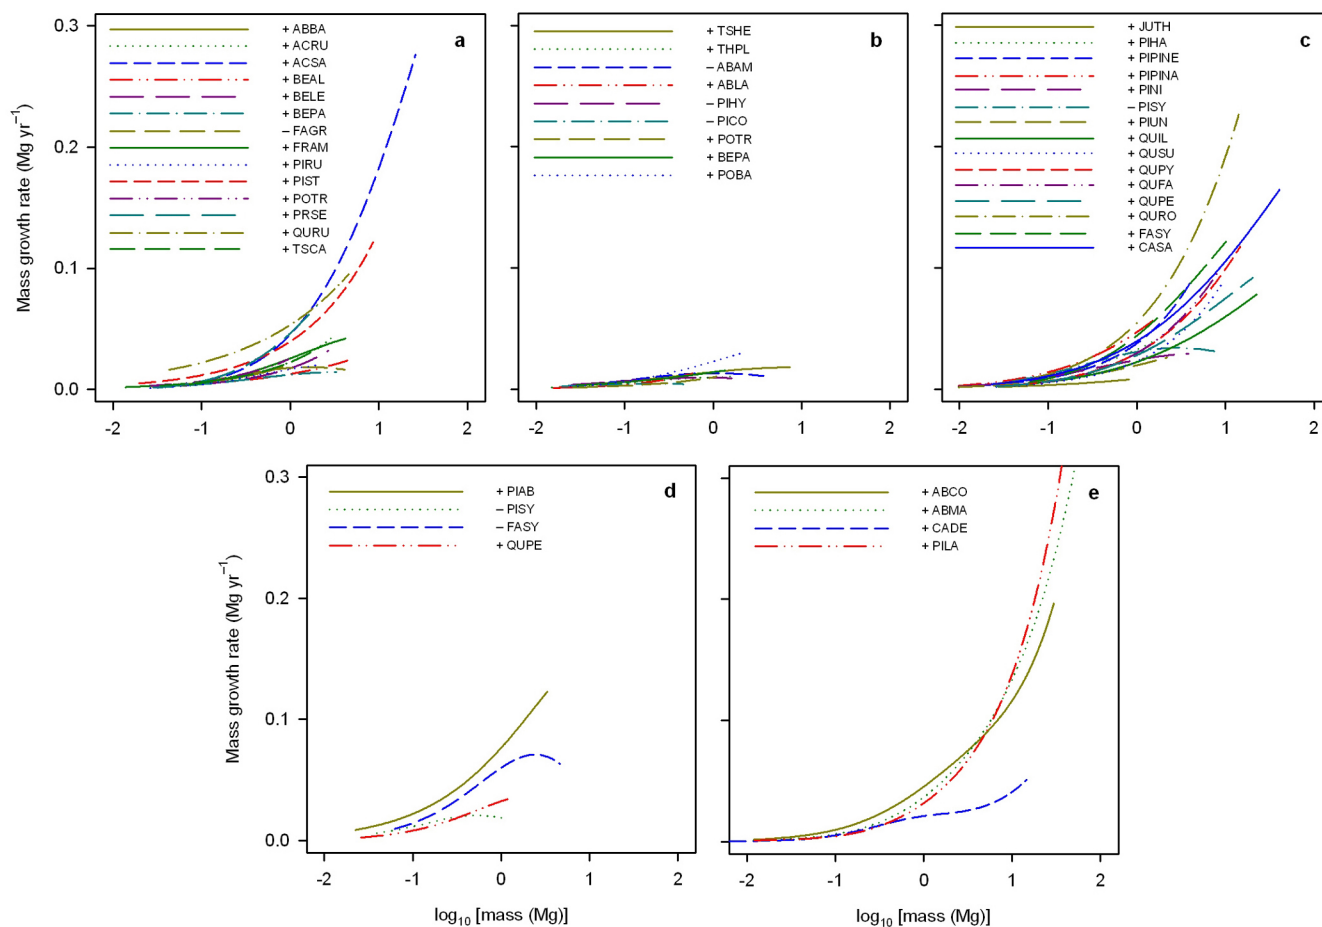 0.3
0.2
0.1
0.0
Mass growth rate (Mg yr⁻¹)
a
+ ABBA
+ ACRU
+ ACSA
+ BEAL
+ BELE
+ BEPA
– FAGR
+ FRAM
+ PIRU
+ PIST
+ POTR
+ PRSE
+ QURU
+ TSCA
-2 -1 0 1 2
b
+ TSHE
+ THPL
– ABAM
+ ABLA
– PIHY
– PICO
+ POTR
+ BEPA
+ POBA
-2 -1 0 1 2
c
+ JUTH
+ PIHA
+ PIPINE
+ PIPINA
+ PINI
– PISY
+ PIUN
+ QUIL
+ QUSU
+ QUPY
+ QUFA
+ QUPE
+ QURO
+ FASY
+ CASA
-2 -1 0 1 2
0.3
0.2
0.1
0.0
Mass growth rate (Mg yr⁻¹)
d
+ PIAB
– PISY
– FASY
+ QUPE
-2 -1 0 1 2
log₁₀ [mass (Mg)]
e
+ ABCO
+ ABMA
+ CADE
+ PILA
-2 -1 0 1 2
log₁₀ [mass (Mg)]